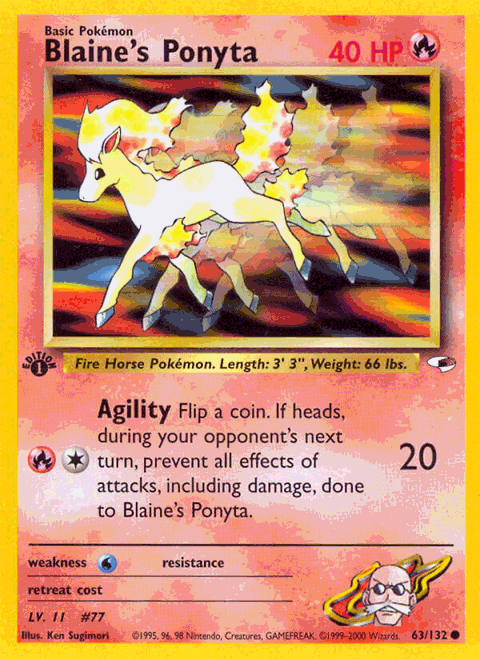 Basic Pokémon
Blaine's Ponyta 40 HP
Fire Horse Pokémon. Length: 3' 3", Weight: 66 lbs.
EDITION
1
Agility Flip a coin. If heads,
during your opponent's next
turn, prevent all effects of
attacks, including damage, done
to Blaine's Ponyta.
20
weakness resistance
retreat cost
LV. 11 #77
Illus. Ken Sugimori ©1995, 96, 98 Nintendo, Creatures, GAMEFREAK. ©1999-2000 Wizards. 63/132